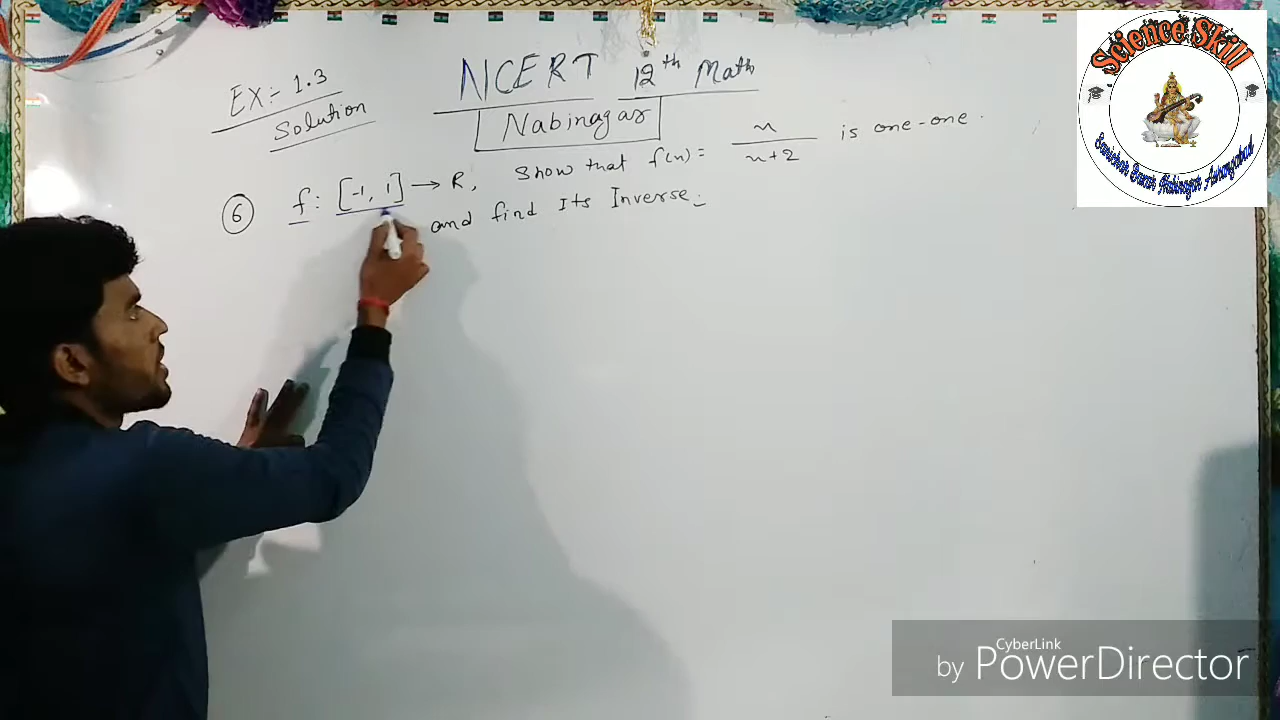 NCERT 12th Math
EX:- 1.3
Solution
Nabinagar
6 f: [-1, 1] → R, Show that f(x) = x/x+2 is one-one.
and find Its Inverse.
Science Skill
CyberLink
by PowerDirector